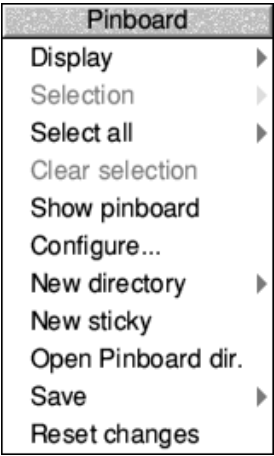 Pinboard
Display
Selection
Select all
Clear selection
Show pinboard
Configure...
New directory
New sticky
Open Pinboard dir.
Save
Reset changes